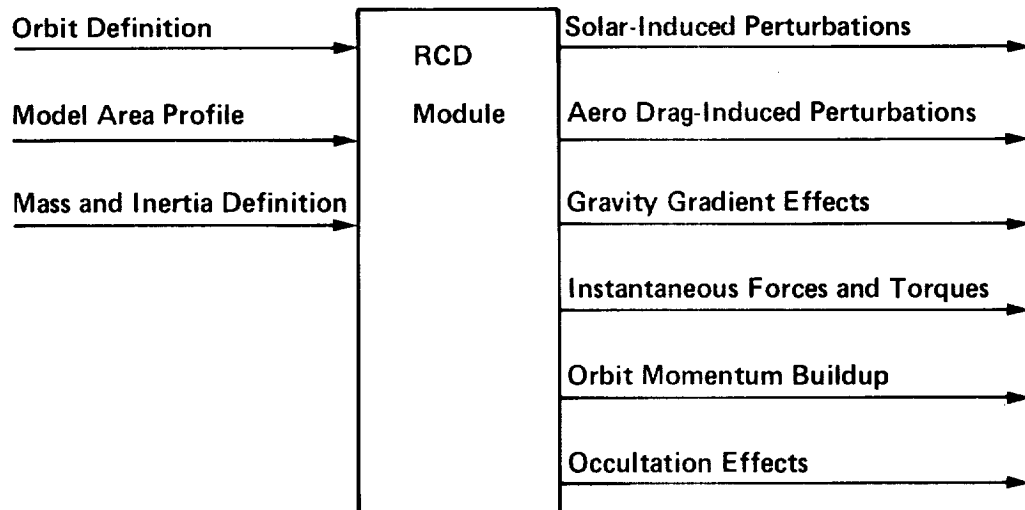 Orbit Definition
Model Area Profile
Mass and Inertia Definition
RCD
Module
Solar-Induced Perturbations
Aero Drag-Induced Perturbations
Gravity Gradient Effects
Instantaneous Forces and Torques
Orbit Momentum Buildup
Occultation Effects